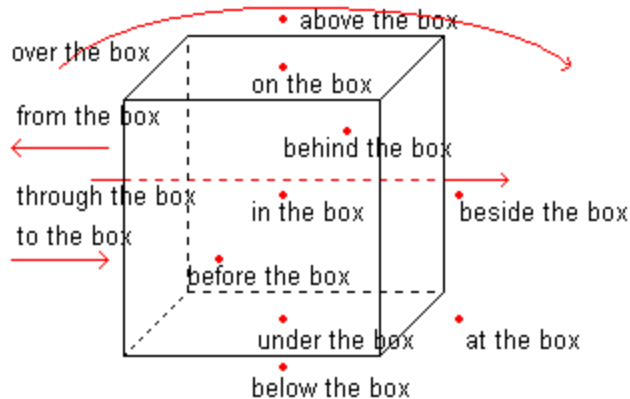 above the box
over the box
on the box
from the box
behind the box
through the box
in the box
beside the box
to the box
before the box
under the box
at the box
below the box